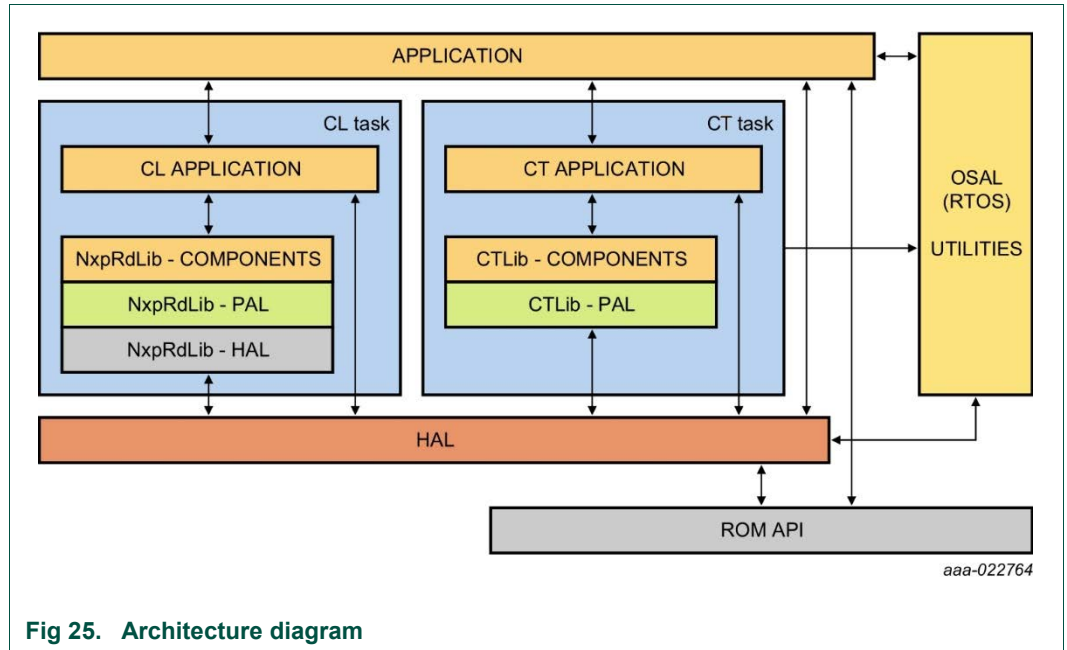 APPLICATION
CL task
CL APPLICATION
NxpRdLib - COMPONENTS
NxpRdLib - PAL
NxpRdLib - HAL
CT task
CT APPLICATION
CTLib - COMPONENTS
CTLib - PAL
OSAL
(RTOS)
UTILITIES
HAL
ROM API
aaa-022764
Fig 25. Architecture diagram